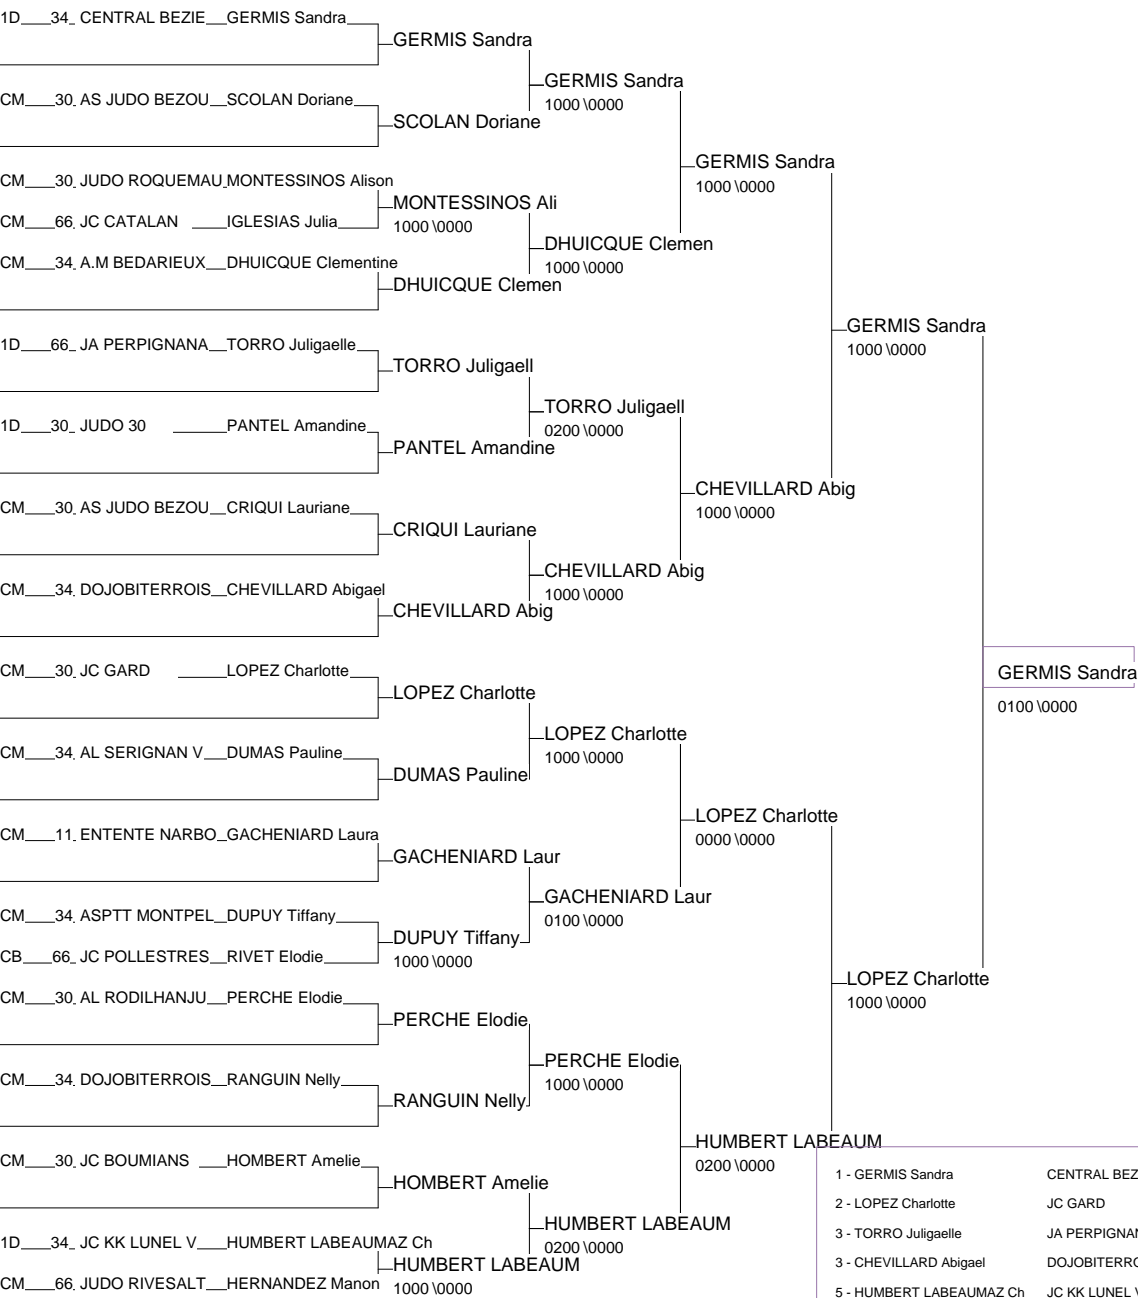 1D 34 CENTRAL BEZIE GERMIS Sandra
GERMIS Sandra
GERMIS Sandra
1000 \0000
CM 30 AS JUDO BEZOU SCOLAN Doriane
SCOLAN Doriane
GERMIS Sandra
1000 \0000
CM 30 JUDO ROQUEMAU MONTESSINOS Alison
MONTESSINOS Ali
1000 \0000
CM 66 JC CATALAN IGLESIAS Julia
DHUICQUE Clemen
1000 \0000
CM 34 A.M BEDARIEUX DHUICQUE Clementine
DHUICQUE Clemen
GERMIS Sandra
1000 \0000
1D 66 JA PERPIGNANA TORRO Juligaelle
TORRO Juligaell
TORRO Juligaell
0200 \0000
1D 30 JUDO 30 PANTEL Amandine
PANTEL Amandine
CHEVILLARD Abig
1000 \0000
CM 30 AS JUDO BEZOU CRIQUI Lauriane
CRIQUI Lauriane
CHEVILLARD Abig
1000 \0000
CM 34 DOJOBITERROIS CHEVILLARD Abigael
CHEVILLARD Abig
GERMIS Sandra
0100 \0000
CM 30 JC GARD LOPEZ Charlotte
LOPEZ Charlotte
LOPEZ Charlotte
1000 \0000
CM 34 AL SERIGNAN V DUMAS Pauline
DUMAS Pauline
LOPEZ Charlotte
0000 \0000
CM 11 ENTENTE NARBO GACHENIARD Laura
GACHENIARD Laur
GACHENIARD Laur
0100 \0000
CM 34 ASPTT MONTPEL DUPUY Tiffany
DUPUY Tiffany
1000 \0000
CB 66 JC POLLESTRES RIVET Elodie
LOPEZ Charlotte
1000 \0000
CM 30 AL RODILHANJU PERCHE Elodie
PERCHE Elodie
PERCHE Elodie
1000 \0000
CM 34 DOJOBITERROIS RANGUIN Nelly
RANGUIN Nelly
HUMBERT LABEAUM
0200 \0000
CM 30 JC BOUMIANS HOMBERT Amelie
HOMBERT Amelie
HUMBERT LABEAUM
0200 \0000
1D 34 JC KK LUNEL V HUMBERT LABEAUMAZ Ch
HUMBERT LABEAUM
1000 \0000
CM 66 JUDO RIVESALT HERNANDEZ Manon
1 - GERMIS Sandra CENTRAL BEZ
2 - LOPEZ Charlotte JC GARD
3 - TORRO Juligaelle JA PERPIGNAN
3 - CHEVILLARD Abigael DOJOBITERRO
5 - HUMBERT LABEAUMAZ Ch JC KK LUNEL V